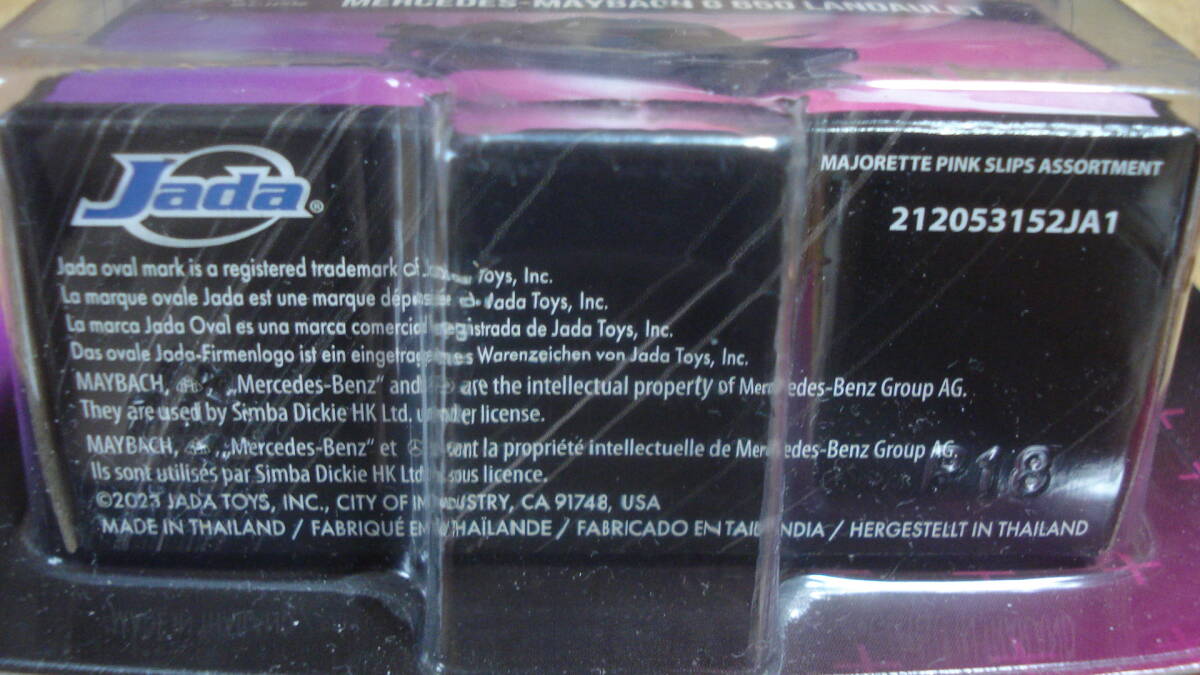 MERCEDES-MAYBACH G 650 LANDAULET
Jada®
MAJORETTE PINK SLIPS ASSORTMENT
212053152JA1
Jada oval mark is a registered trademark of Jada Toys, Inc.
La marque ovale Jada est une marque déposée de Jada Toys, Inc.
La marca Jada Oval es una marca comercial registrada de Jada Toys, Inc.
Das ovale Jada-Firmenlogo ist ein eingetragenes Warenzeichen von Jada Toys, Inc.
MAYBACH, „Mercedes-Benz“ and are the intellectual property of Mercedes-Benz Group AG.
They are used by Simba Dickie HK Ltd. under license.
MAYBACH, „Mercedes-Benz“ et sont la propriété intellectuelle de Mercedes-Benz Group AG.
Ils sont utilisés par Simba Dickie HK Ltd sous licence.
P18
©2023 JADA TOYS, INC., CITY OF INDUSTRY, CA 91748, USA
MADE IN THAILAND / FABRIQUÉ EN THAÏLANDE / FABRICADO EN TAILANDIA / HERGESTELLT IN THAILAND